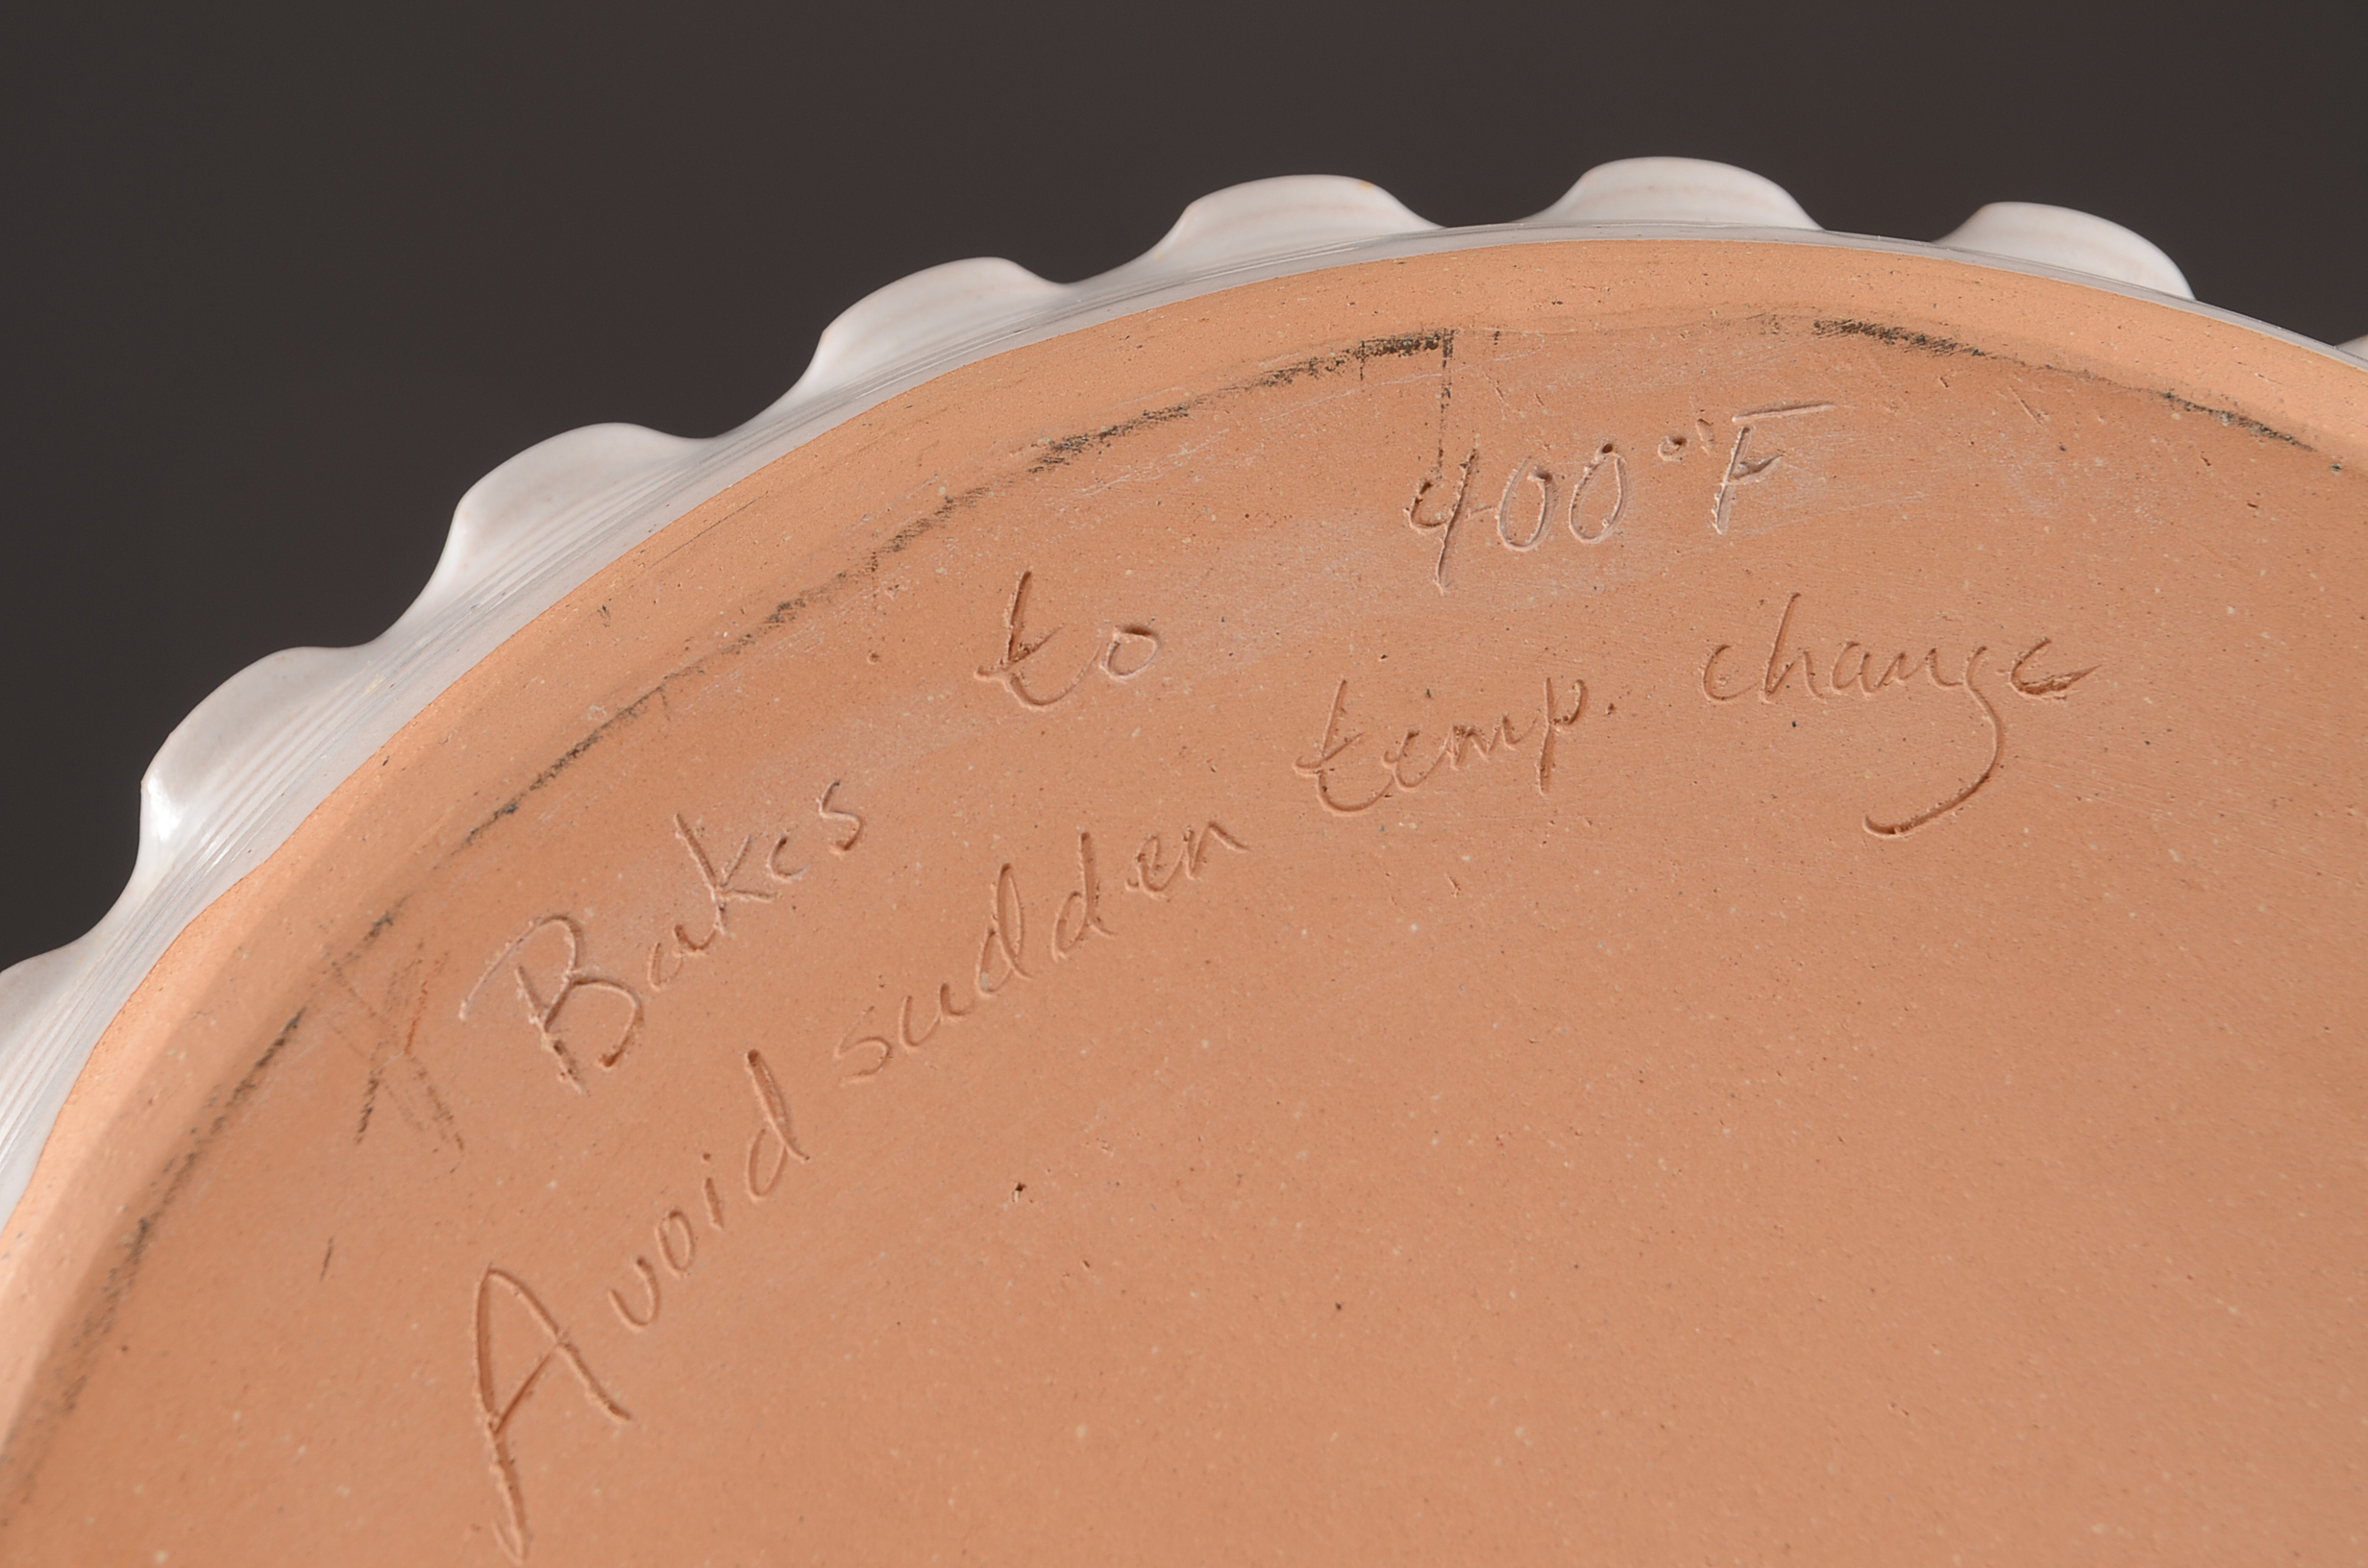 Bakes to 400°F
Avoid sudden temp. change